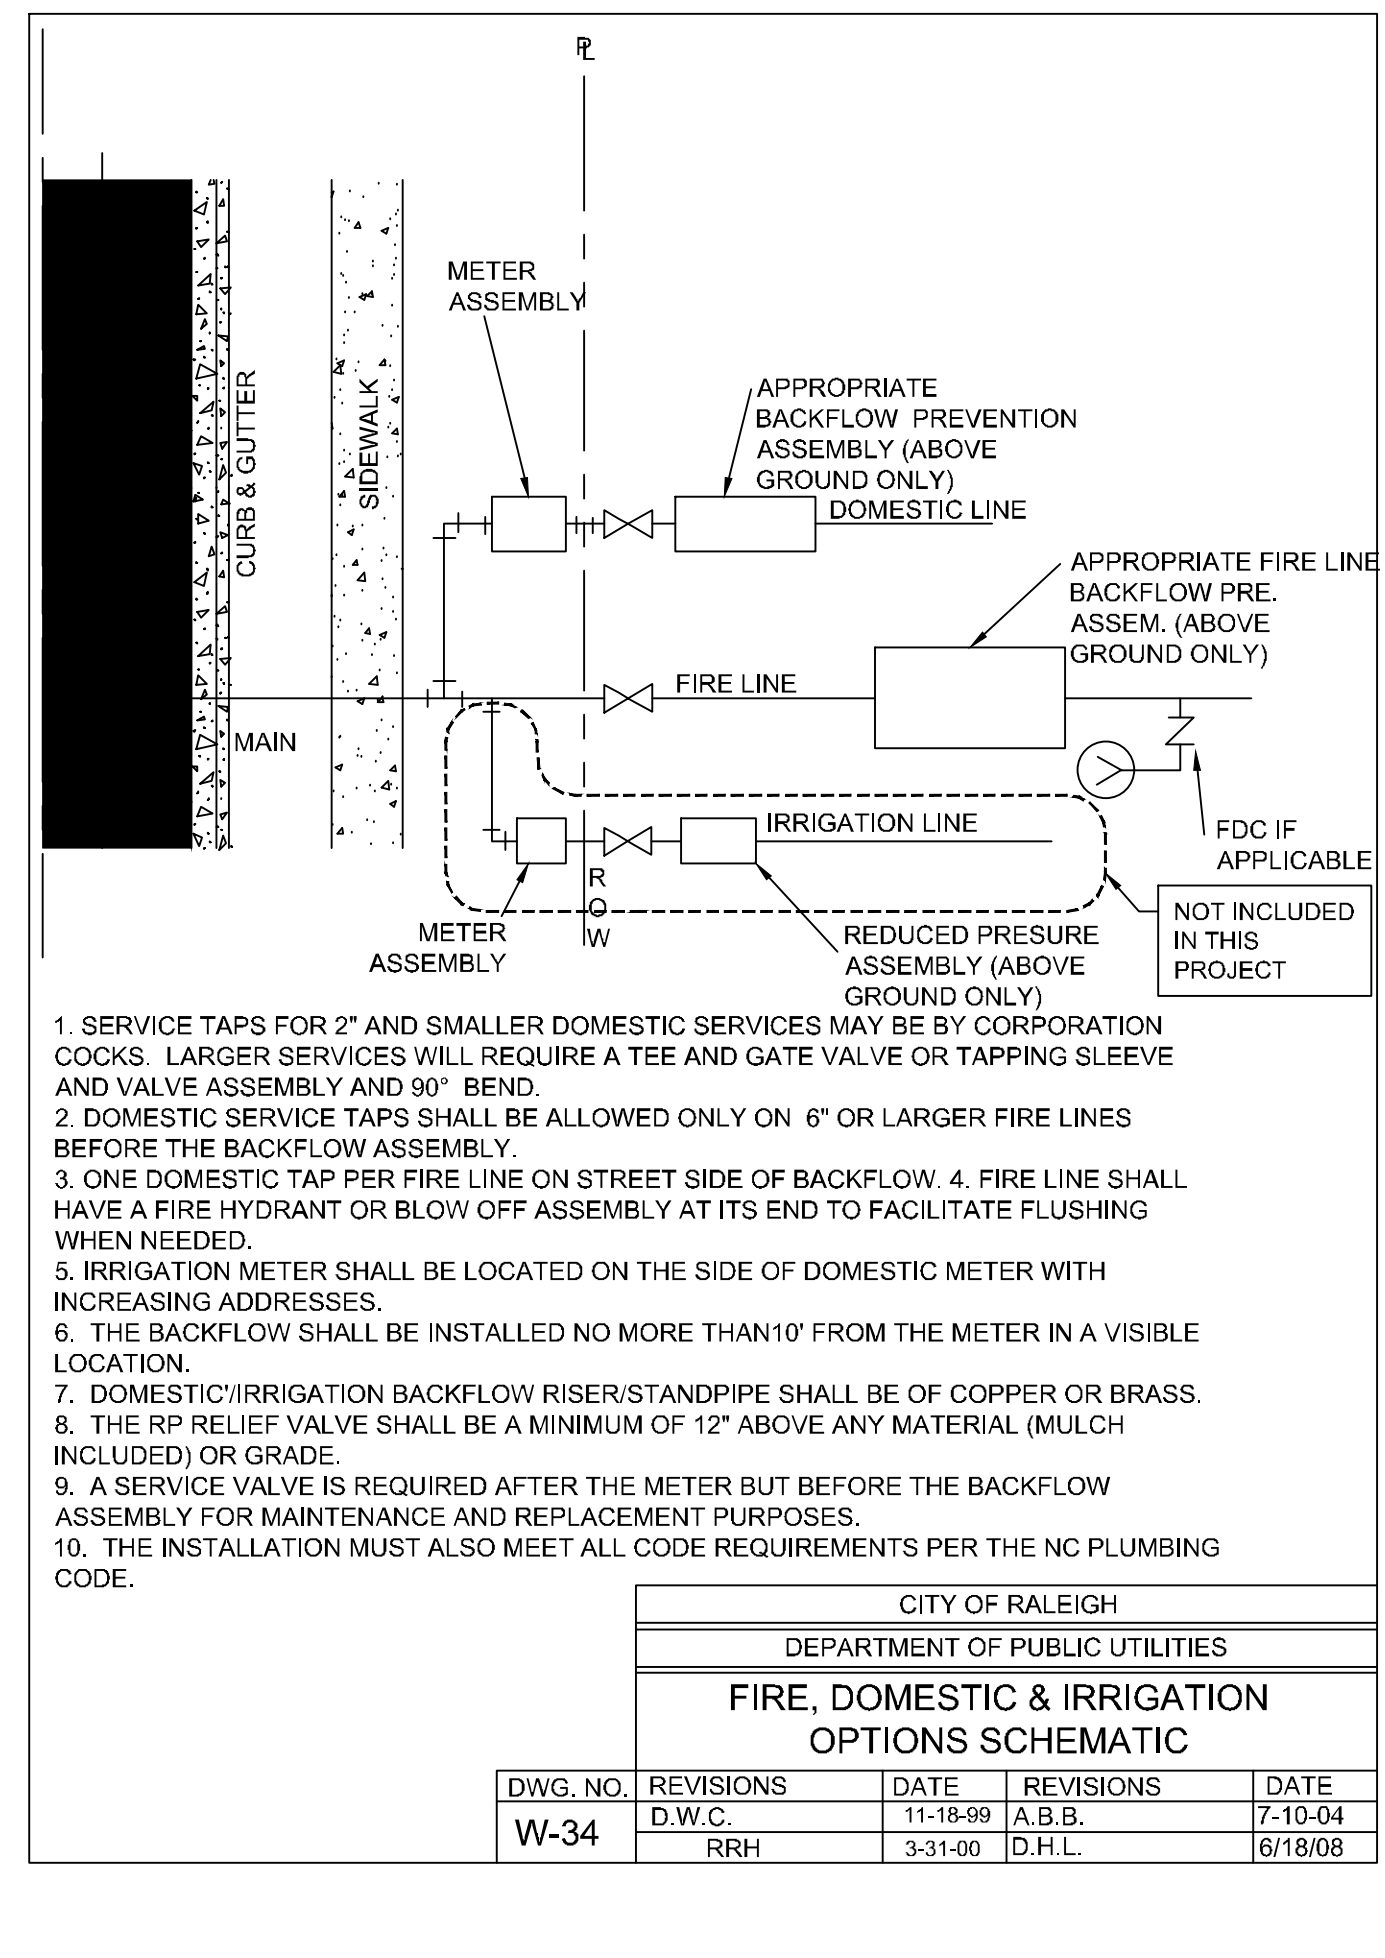 PL
METER
ASSEMBLY
APPROPRIATE
BACKFLOW PREVENTION
ASSEMBLY (ABOVE
GROUND ONLY)
DOMESTIC LINE
CURB & GUTTER
SIDEWALK
APPROPRIATE FIRE LINE
BACKFLOW PRE.
ASSEM. (ABOVE
GROUND ONLY)
FIRE LINE
MAIN
IRRIGATION LINE
FDC IF
APPLICABLE
R
O
W
METER
ASSEMBLY
REDUCED PRESURE
ASSEMBLY (ABOVE
GROUND ONLY)
NOT INCLUDED
IN THIS
PROJECT
1. SERVICE TAPS FOR 2" AND SMALLER DOMESTIC SERVICES MAY BE BY CORPORATION
COCKS. LARGER SERVICES WILL REQUIRE A TEE AND GATE VALVE OR TAPPING SLEEVE
AND VALVE ASSEMBLY AND 90° BEND.
2. DOMESTIC SERVICE TAPS SHALL BE ALLOWED ONLY ON 6" OR LARGER FIRE LINES
BEFORE THE BACKFLOW ASSEMBLY.
3. ONE DOMESTIC TAP PER FIRE LINE ON STREET SIDE OF BACKFLOW. 4. FIRE LINE SHALL
HAVE A FIRE HYDRANT OR BLOW OFF ASSEMBLY AT ITS END TO FACILITATE FLUSHING
WHEN NEEDED.
5. IRRIGATION METER SHALL BE LOCATED ON THE SIDE OF DOMESTIC METER WITH
INCREASING ADDRESSES.
6. THE BACKFLOW SHALL BE INSTALLED NO MORE THAN10' FROM THE METER IN A VISIBLE
LOCATION.
7. DOMESTIC'/IRRIGATION BACKFLOW RISER/STANDPIPE SHALL BE OF COPPER OR BRASS.
8. THE RP RELIEF VALVE SHALL BE A MINIMUM OF 12" ABOVE ANY MATERIAL (MULCH
INCLUDED) OR GRADE.
9. A SERVICE VALVE IS REQUIRED AFTER THE METER BUT BEFORE THE BACKFLOW
ASSEMBLY FOR MAINTENANCE AND REPLACEMENT PURPOSES.
10. THE INSTALLATION MUST ALSO MEET ALL CODE REQUIREMENTS PER THE NC PLUMBING
CODE.
CITY OF RALEIGH
DEPARTMENT OF PUBLIC UTILITIES
FIRE, DOMESTIC & IRRIGATION
OPTIONS SCHEMATIC
DWG. NO. REVISIONS DATE REVISIONS DATE
W-34
D.W.C. 11-18-99 A.B.B. 7-10-04
RRH 3-31-00 D.H.L. 6/18/08